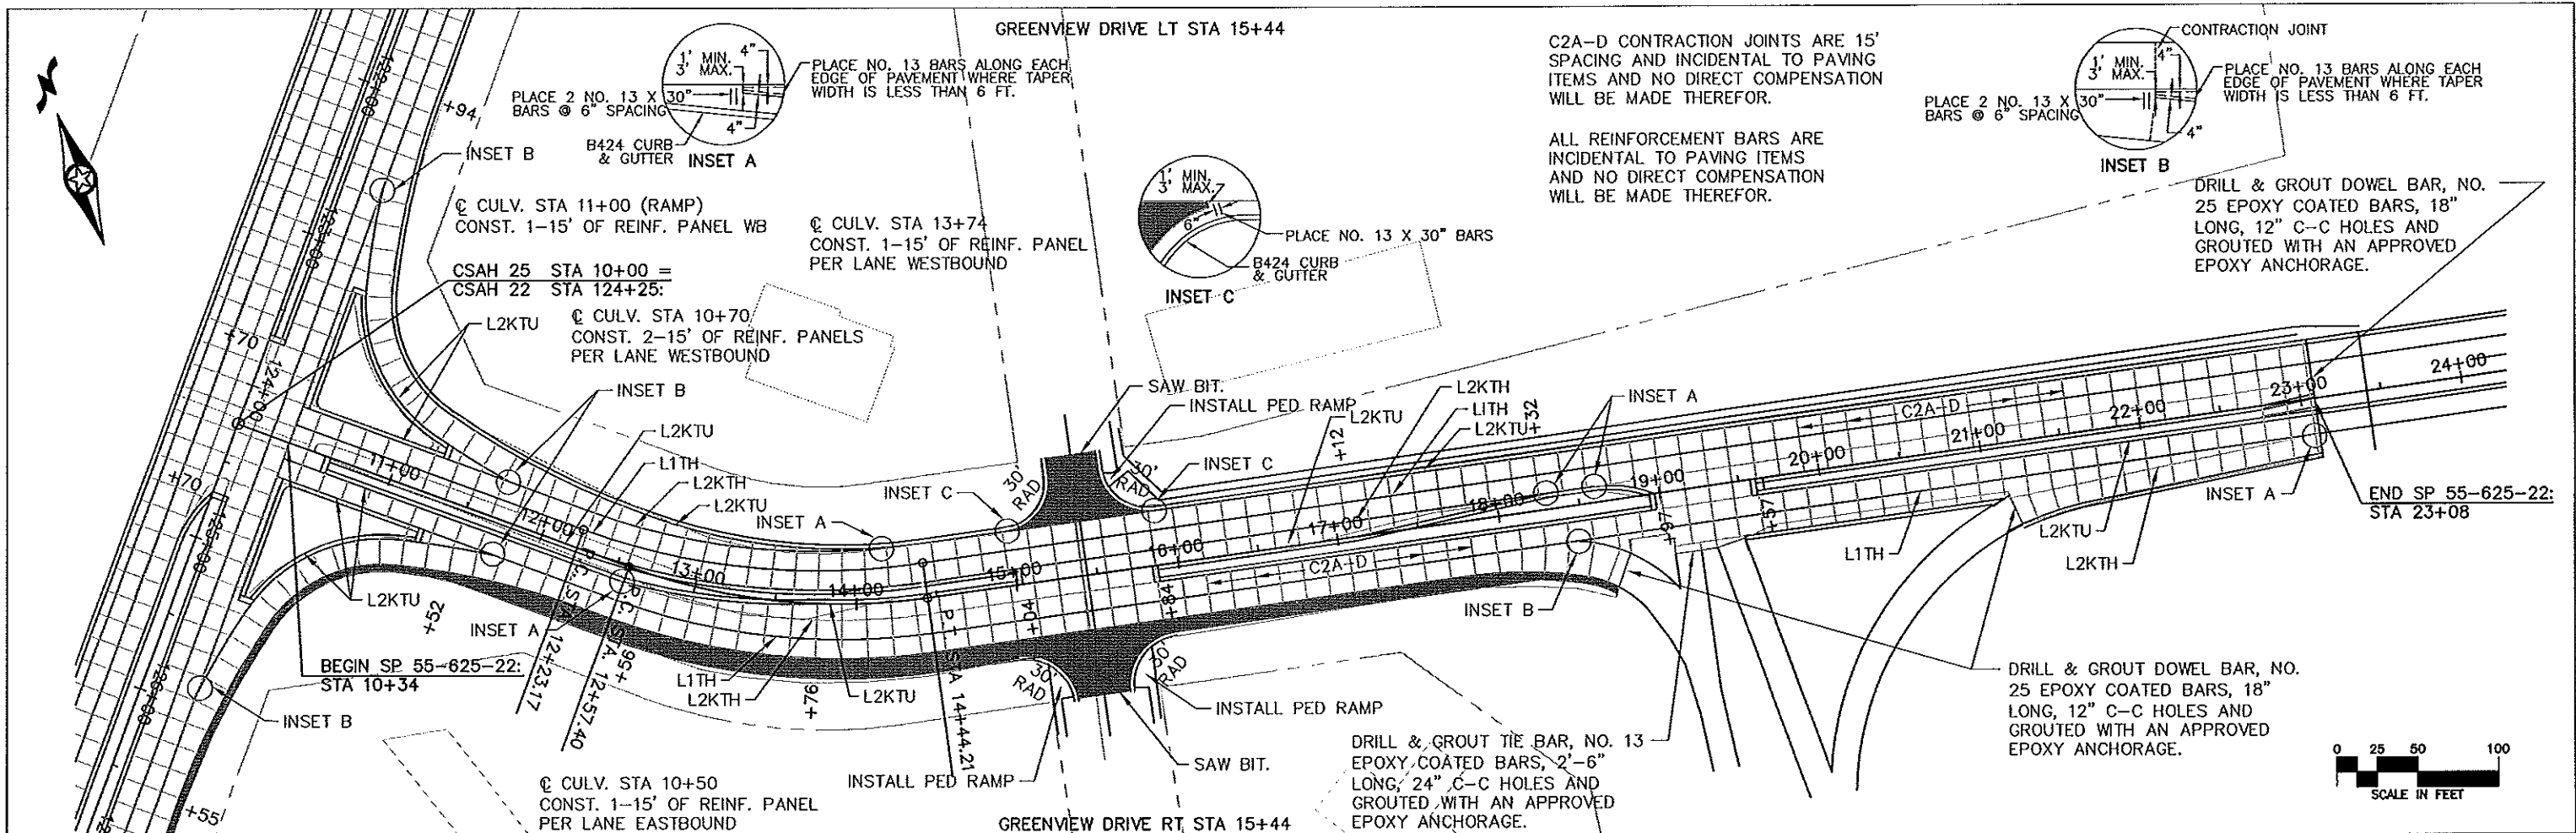 GREENVIEW DRIVE LT STA 15+44
1' MIN.
3' MAX.
4"
PLACE NO. 13 BARS ALONG EACH
EDGE OF PAVEMENT WHERE TAPER
WIDTH IS LESS THAN 6 FT.
PLACE 2 NO. 13 X 30"
BARS @ 6" SPACING
4"
B424 CURB
& GUTTER
INSET A
C2A-D CONTRACTION JOINTS ARE 15'
SPACING AND INCIDENTAL TO PAVING
ITEMS AND NO DIRECT COMPENSATION
WILL BE MADE THEREFOR.
ALL REINFORCEMENT BARS ARE
INCIDENTAL TO PAVING ITEMS
AND NO DIRECT COMPENSATION
WILL BE MADE THEREFOR.
CONTRACTION JOINT
1' MIN.
3' MAX.
4"
PLACE NO. 13 BARS ALONG EACH
EDGE OF PAVEMENT WHERE TAPER
WIDTH IS LESS THAN 6 FT.
PLACE 2 NO. 13 X 30"
BARS @ 6" SPACING
4"
INSET B
DRILL & GROUT DOWEL BAR, NO.
25 EPOXY COATED BARS, 18"
LONG, 12" C-C HOLES AND
GROUTED WITH AN APPROVED
EPOXY ANCHORAGE.
1' MIN.
3' MAX.
6"
PLACE NO. 13 X 30" BARS
B424 CURB
& GUTTER
INSET C
122+00
+94
INSET B
123+00
℄ CULV. STA 11+00 (RAMP)
CONST. 1-15' OF REINF. PANEL WB
℄ CULV. STA 13+74
CONST. 1-15' OF REINF. PANEL
PER LANE WESTBOUND
CSAH 25 STA 10+00 =
CSAH 22 STA 124+25:
L2KTU
℄ CULV. STA 10+70
CONST. 2-15' OF REINF. PANELS
PER LANE WESTBOUND
+70
124+00
INSET B
L2KTU
L1TH
L2KTH
L2KTU
INSET A
INSET C
30'
RAD
SAW BIT.
INSTALL PED RAMP
30'
RAD
INSET C
L2KTU
+12
L2KTH
L1TH
L2KTU
+32
INSET A
C2A-D
11+00
12+00
13+00
14+00
15+00
16+00
17+00
18+00
19+00
20+00
21+00
22+00
23+00
24+00
+70
125+00
L2KTU
+52
INSET A
P.C. STA 12+23.17
P.C. STA. 12+57.40
+59
L1TH
L2KTH
+76
L2KTU
P.T. STA 14+44.21
+04
+84
C2A-D
INSET B
+97
+57
L1TH
L2KTU
L2KTH
INSET A
END SP 55-625-22:
STA 23+08
BEGIN SP 55-625-22:
STA 10+34
126+00
INSET B
+55
℄ CULV. STA 10+50
CONST. 1-15' OF REINF. PANEL
PER LANE EASTBOUND
30'
RAD
30'
RAD
INSTALL PED RAMP
INSTALL PED RAMP
SAW BIT.
GREENVIEW DRIVE RT STA 15+44
DRILL & GROUT TIE BAR, NO. 13
EPOXY COATED BARS, 2'-6"
LONG, 24" C-C HOLES AND
GROUTED WITH AN APPROVED
EPOXY ANCHORAGE.
DRILL & GROUT DOWEL BAR, NO.
25 EPOXY COATED BARS, 18"
LONG, 12" C-C HOLES AND
GROUTED WITH AN APPROVED
EPOXY ANCHORAGE.
0 25 50 100
SCALE IN FEET